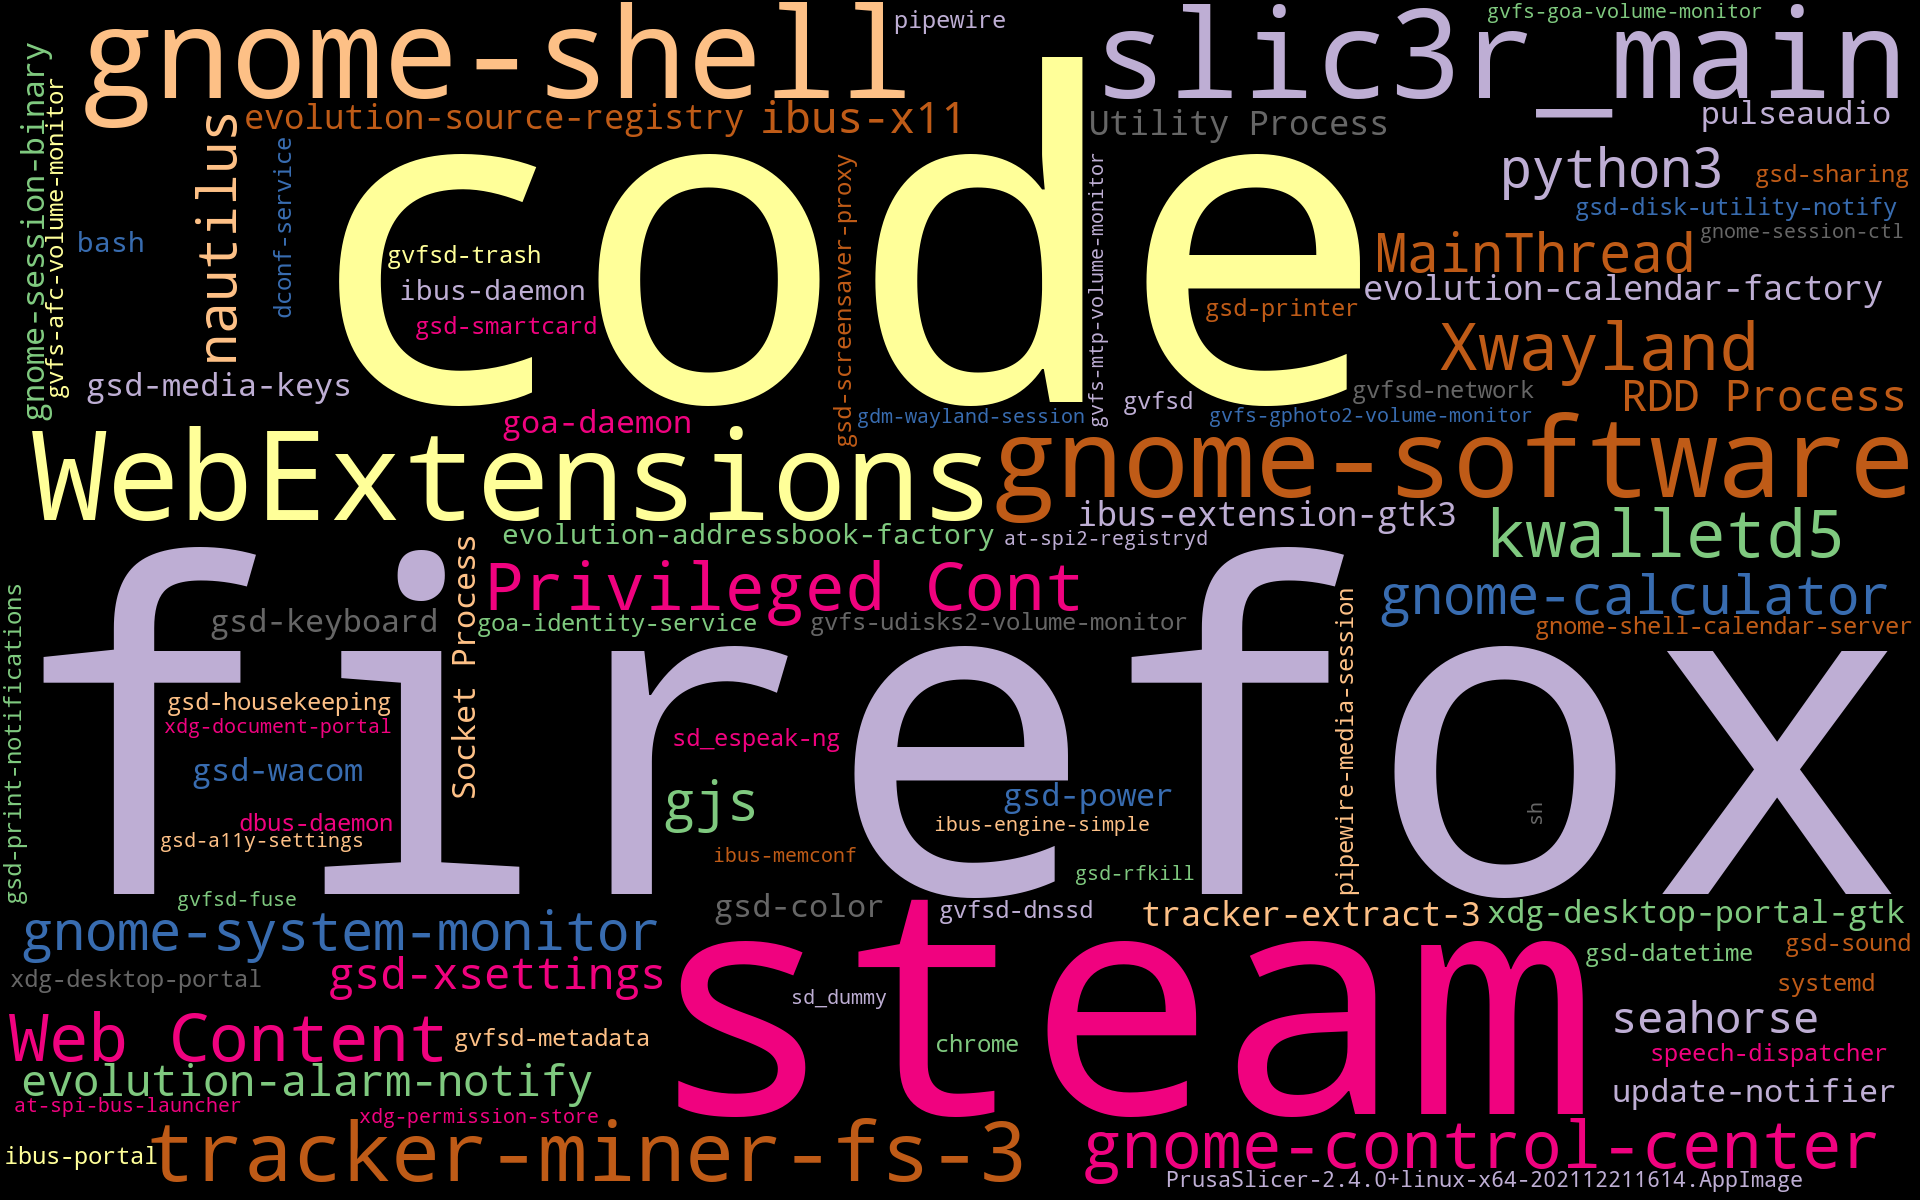 gnome-shell
pipewire
slic3r_main
gvfs-goa-volume-monitor
gnome-session-binary
gvfs-afc-volume-monitor
nautilus
evolution-source-registry
ibus-x11
Utility Process
pulseaudio
code
dconf-service
bash
python3
gsd-sharing
gsd-disk-utility-notify
gnome-session-ctl
gvfsd-trash
ibus-daemon
gsd-smartcard
gsd-screensaver-proxy
gvfs-mtp-volume-monitor
MainThread
evolution-calendar-factory
gsd-printer
Xwayland
gsd-media-keys
goa-daemon
gdm-wayland-session
gvfsd
gvfsd-network
gvfs-gphoto2-volume-monitor
RDD Process
WebExtensions
gnome-software
ibus-extension-gtk3
evolution-addressbook-factory
at-spi2-registryd
kwalletd5
Privileged Cont
gnome-calculator
gsd-keyboard
Socket Process
goa-identity-service
gvfs-udisks2-volume-monitor
gnome-shell-calendar-server
gsd-print-notifications
firefox
pipewire-media-session
gsd-housekeeping
xdg-document-portal
gsd-wacom
sd_espeak-ng
gjs
gsd-power
ibus-engine-simple
sh
dbus-daemon
gsd-a11y-settings
ibus-memconf
gsd-rfkill
gvfsd-fuse
gsd-color
gvfsd-dnssd
tracker-extract-3
xdg-desktop-portal-gtk
gnome-system-monitor
gsd-datetime
gsd-sound
xdg-desktop-portal
gsd-xsettings
steam
sd_dummy
systemd
Web Content
gvfsd-metadata
chrome
seahorse
speech-dispatcher
evolution-alarm-notify
update-notifier
at-spi-bus-launcher
xdg-permission-store
ibus-portal
tracker-miner-fs-3
gnome-control-center
PrusaSlicer-2.4.0+linux-x64-202112211614.AppImage